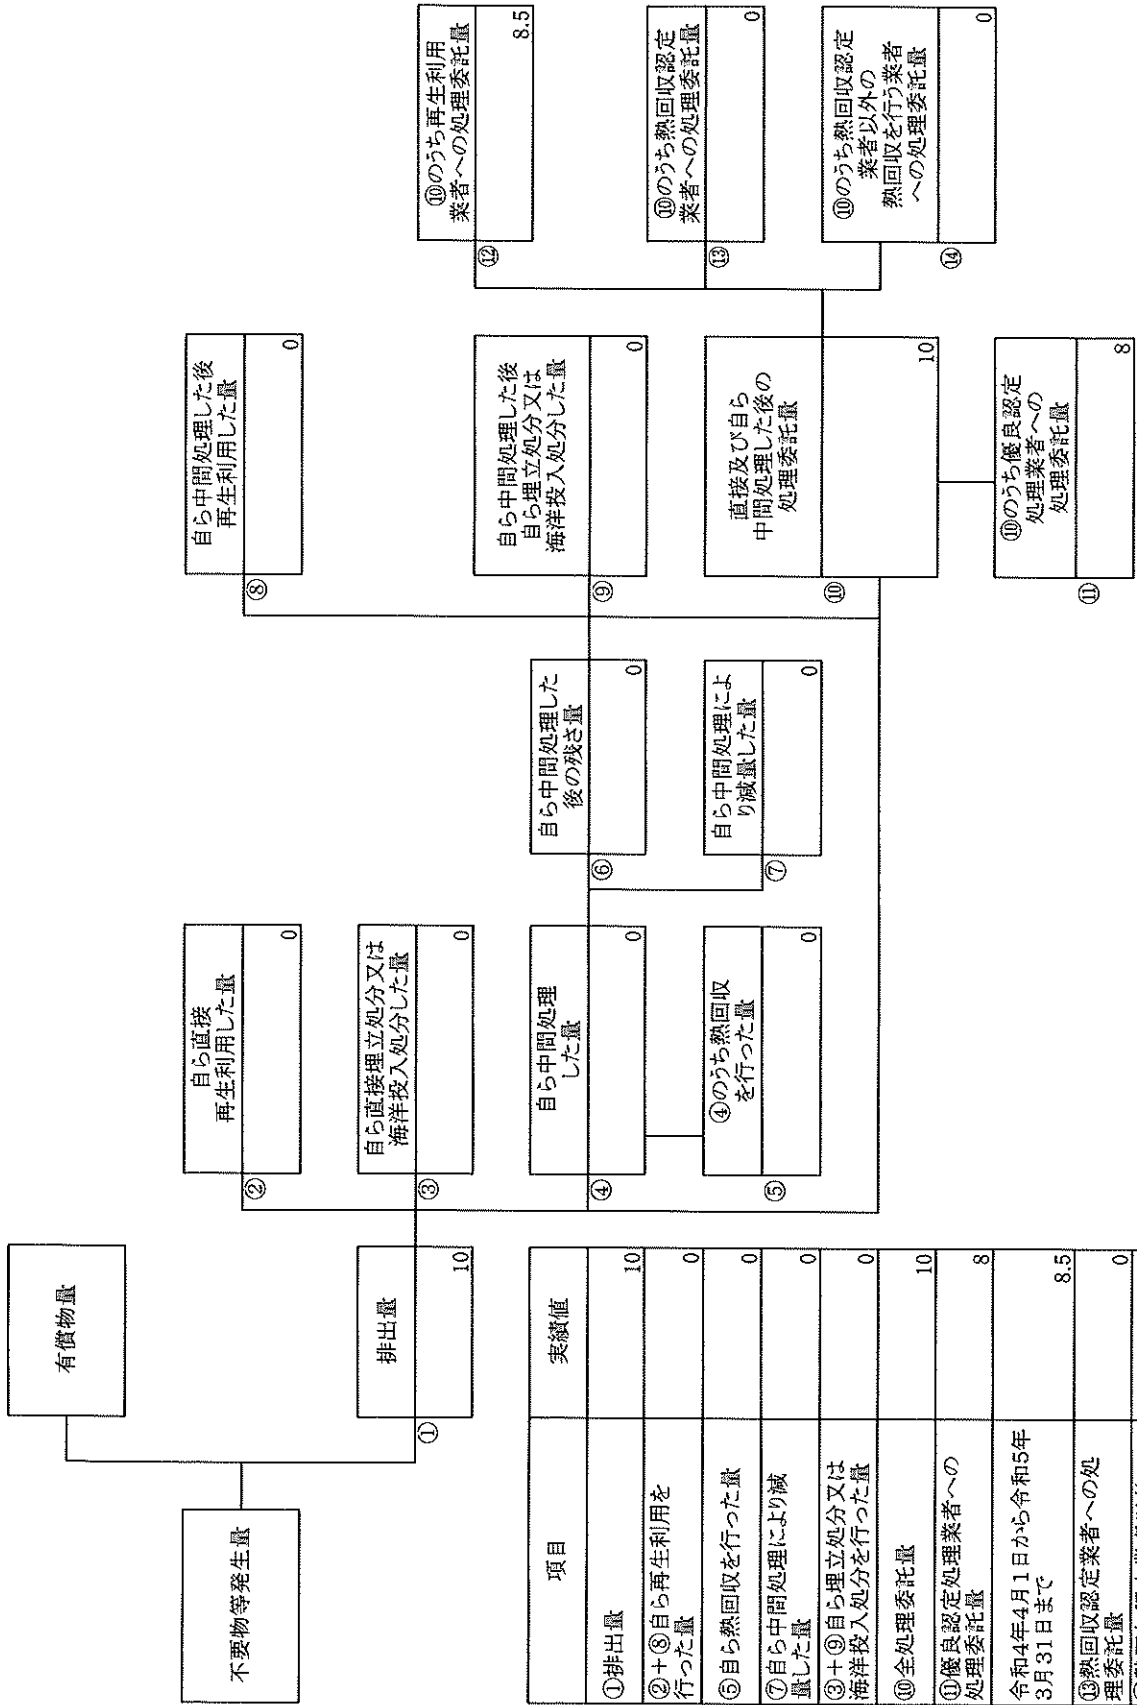 不要物等発生量
有償物量
①
排出量
10
②
自ら直接
再生利用した量
0
③
自ら直接埋立処分又は
海洋投入処分した量
0
④
自ら中間処理
した量
0
⑤
④のうち熱回収
を行った量
0
⑥
自ら中間処理した
後の残さ量
0
⑦
自ら中間処理によ
り減量した量
0
⑧
自ら中間処理した後
再生利用した量
0
⑨
自ら中間処理した後
自ら埋立処分又は
海洋投入処分した量
0
⑩
直接及び自ら
中間処理した後の
処理委託量
10
⑪
⑩のうち優良認定
処理業者への
処理委託量
8
⑫
⑩のうち再生利用
業者への処理委託量
8.5
⑬
⑩のうち熱回収認定
業者への処理委託量
0
⑭
⑩のうち熱回収認定
業者以外の
熱回収を行う業者
への処理委託量
0
項目
実績値
①排出量
10
②+⑧自ら再生利用を
行った量
0
⑤自ら熱回収を行った量
0
⑦自ら中間処理により減
量した量
0
③+⑨自ら埋立処分又は
海洋投入処分を行った量
0
⑩全処理委託量
10
⑪優良認定処理業者への
処理委託量
8
令和4年4月1日から令和5年
3月31日まで
8.5
⑬熱回収認定業者への処
理委託量
0